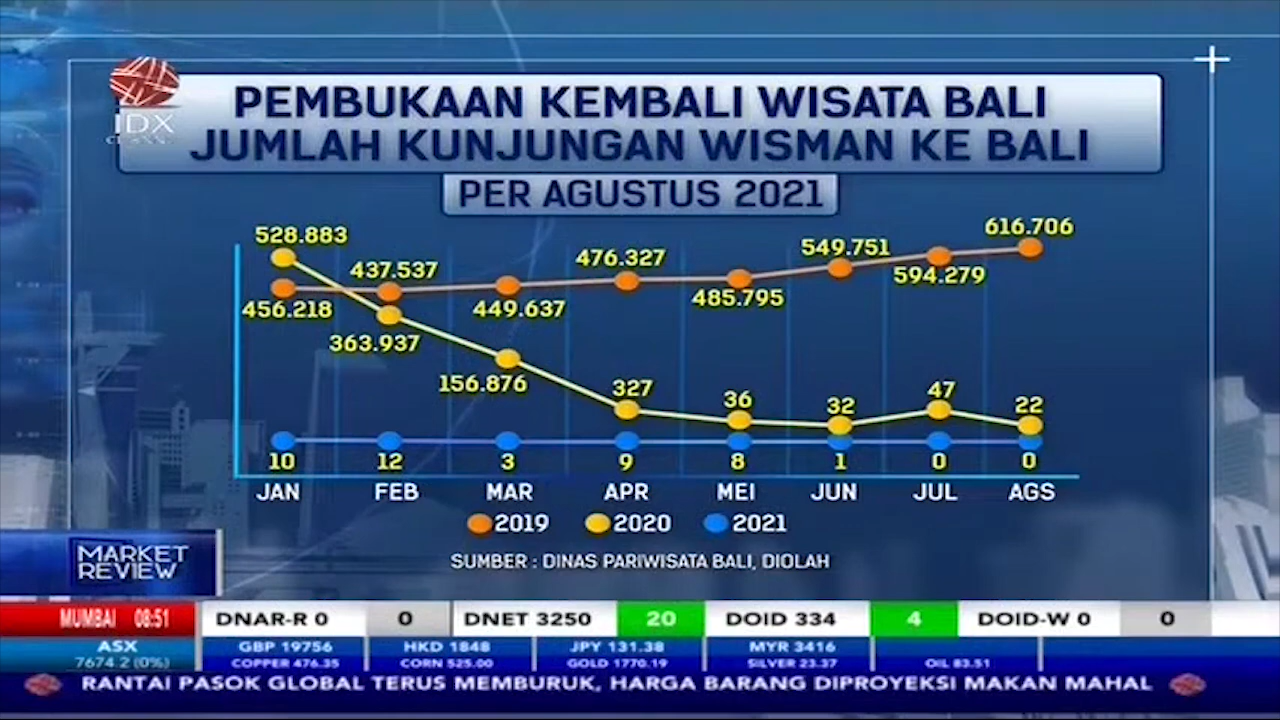 IDX
CHANNEL
PEMBUKAAN KEMBALI WISATA BALI
JUMLAH KUNJUNGAN WISMAN KE BALI
PER AGUSTUS 2021
528.883
437.537
476.327
549.751
616.706
456.218
449.637
485.795
594.279
363.937
156.876
327
36
32
47
22
10 12 3 9 8 1 0 0
JAN FEB MAR APR MEI JUN JUL AGS
2019 2020 2021
SUMBER : DINAS PARIWISATA BALI, DIOLAH
MARKET
REVIEW
MUMBAI 08:51 DNAR-R 0 0 DNET 3250 20 DOID 334 4 DOID-W 0 0
ASX GBP 19756 HKD 1848 JPY 131.38 MYR 3416
7674.2 (0%) COPPER 476.35 CORN 525.00 GOLD 1770.19 SILVER 23.37 OIL 83.51
RANTAI PASOK GLOBAL TERUS MEMBURUK, HARGA BARANG DIPROYEKSI MAKAN MAHAL